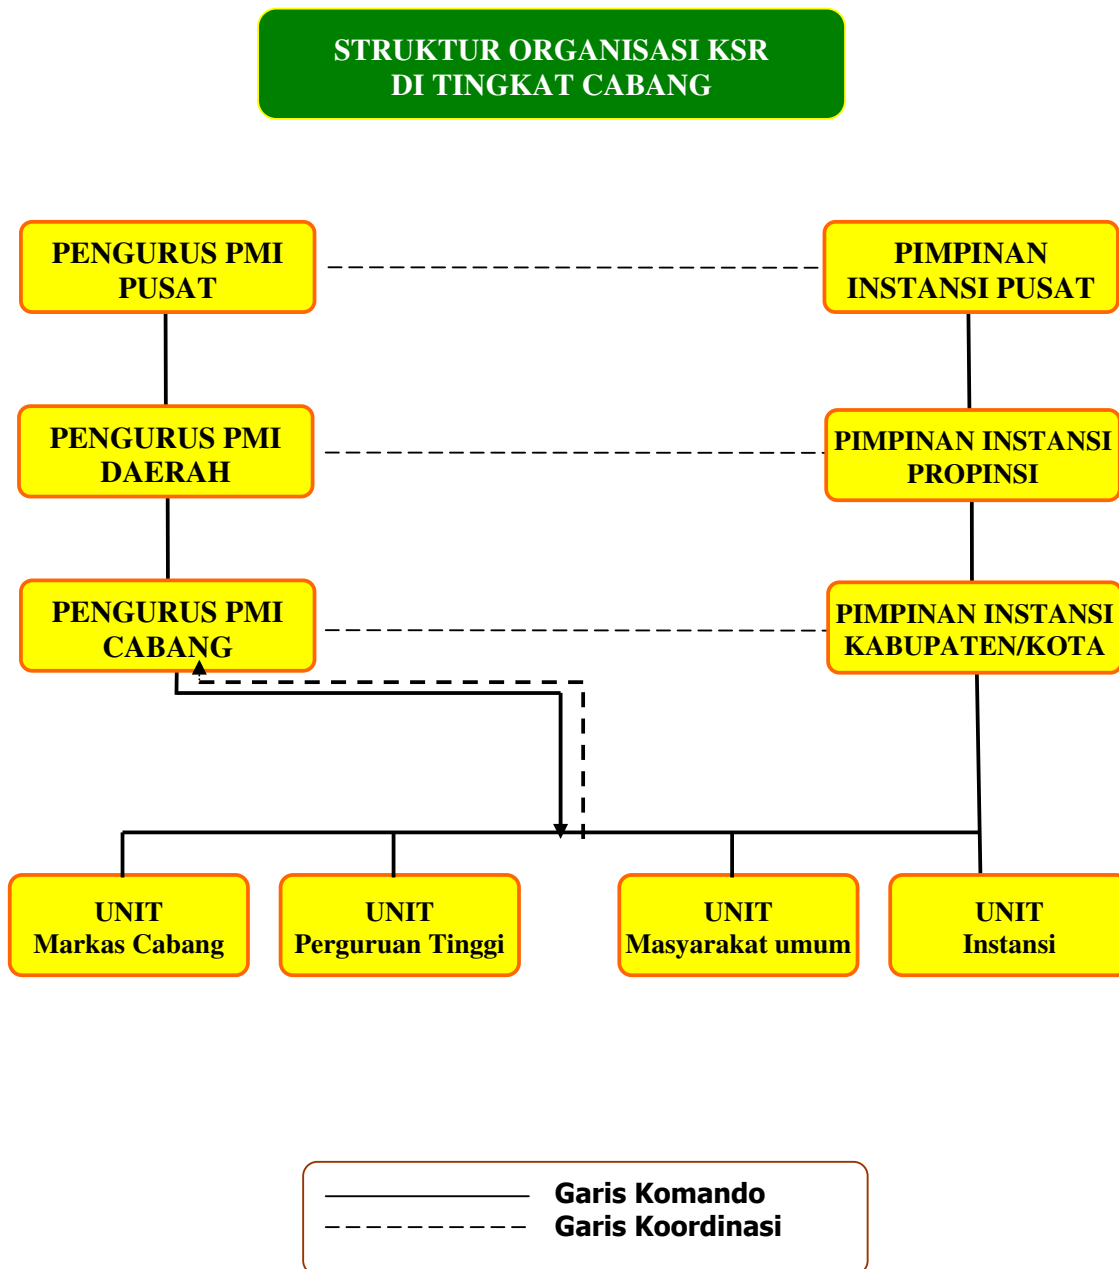 STRUKTUR ORGANISASI KSR
DI TINGKAT CABANG
PENGURUS PMI
PUSAT
PIMPINAN
INSTANSI PUSAT
PENGURUS PMI
DAERAH
PIMPINAN INSTANSI
PROPINSI
PENGURUS PMI
CABANG
PIMPINAN INSTANSI
KABUPATEN/KOTA
UNIT
Markas Cabang
UNIT
Perguruan Tinggi
UNIT
Masyarakat umum
UNIT
Instansi
Garis Komando
Garis Koordinasi